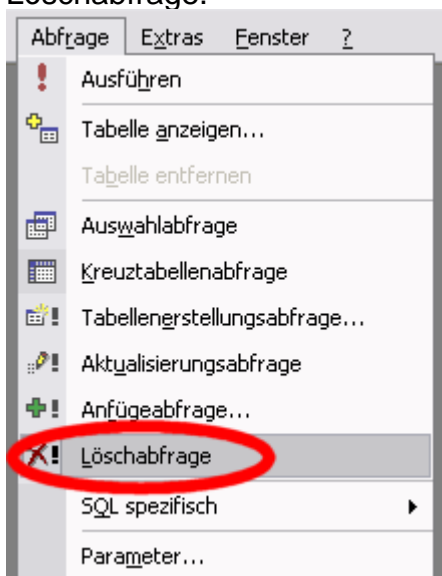 Löschabfrage.
Abfrage Extras Fenster ?
Ausführen
Tabelle anzeigen...
Tabelle entfernen
Auswahlabfrage
Kreuztabellenabfrage
Tabellenerstellungsabfrage...
Aktualisierungsabfrage
Anfügeabfrage...
Löschabfrage
SQL spezifisch
Parameter...